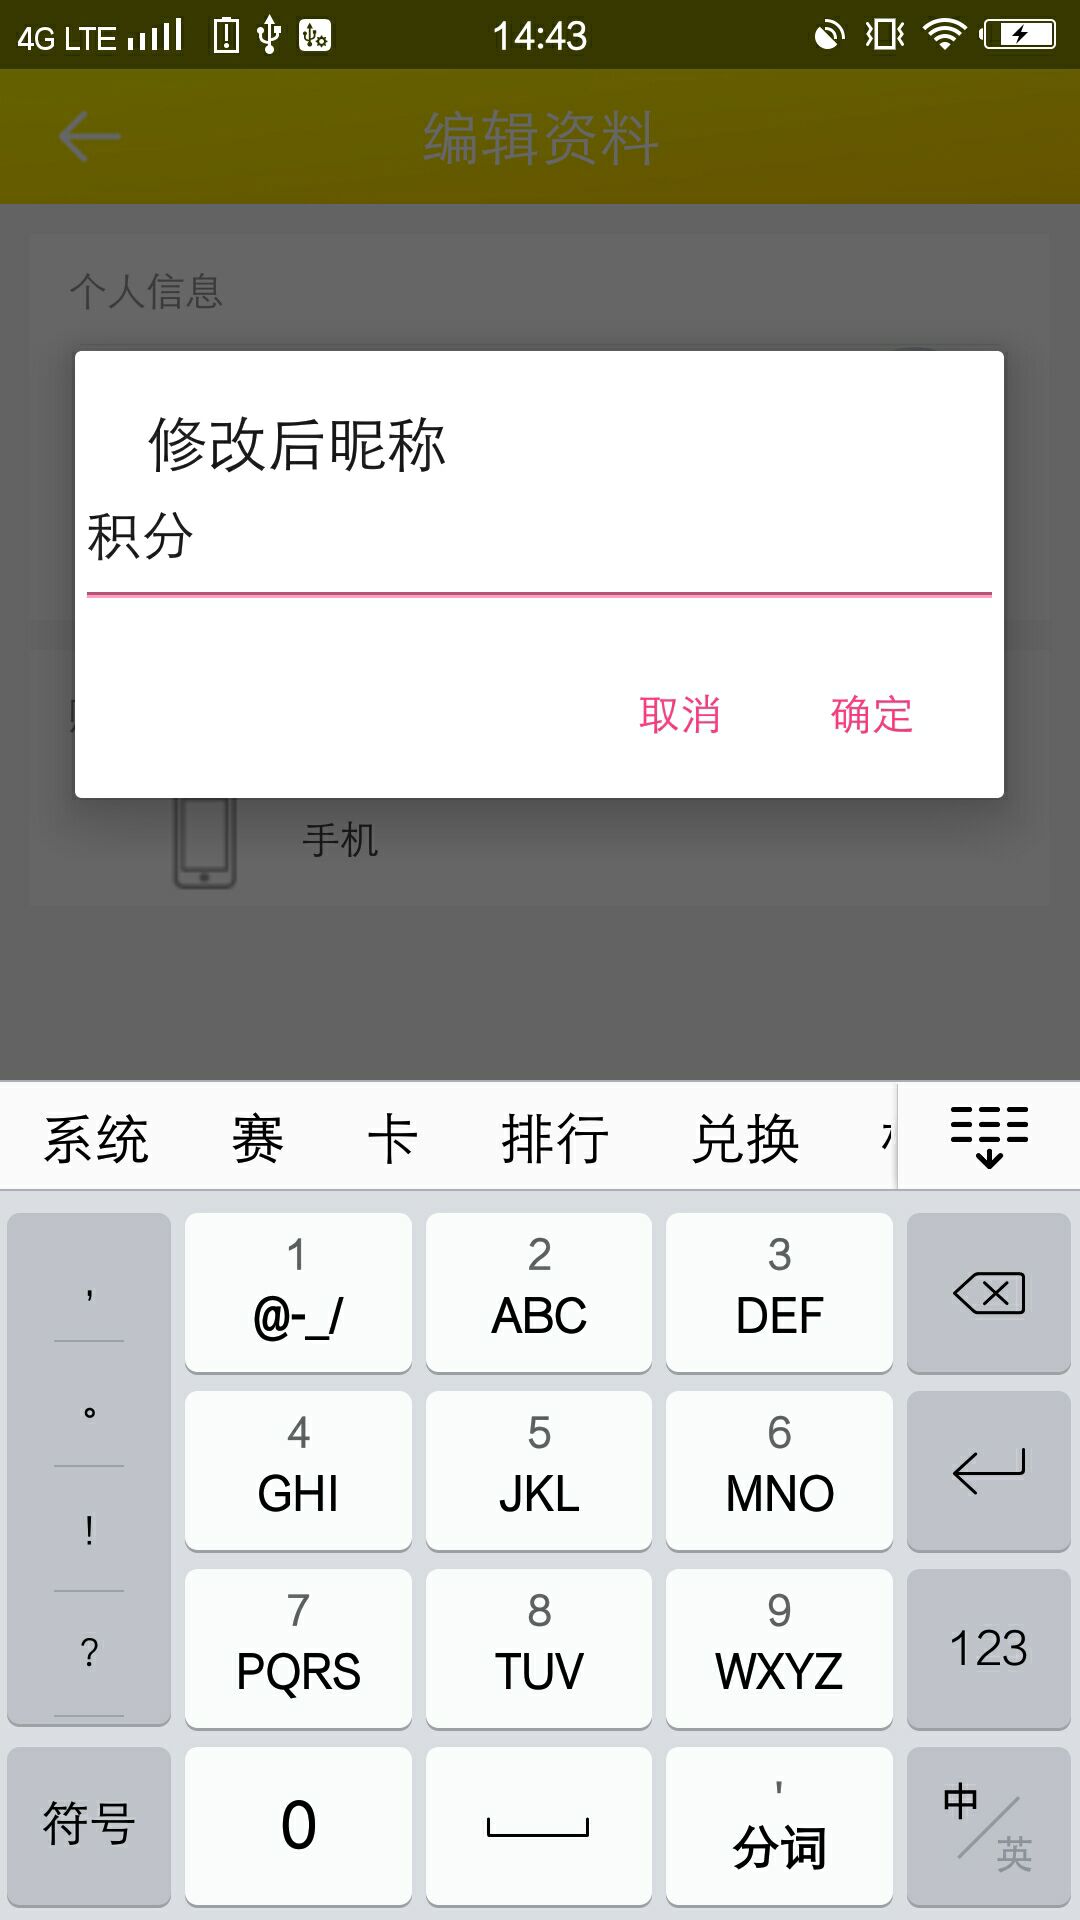 4G LTE 14:43
编辑资料
个人信息
修改后昵称
积分
取消 确定
手机
系统 赛 卡 排行 兑换
, 1 2 3
@-_/ ABC DEF
。 4 5 6
! GHI JKL MNO
7 8 9
? PQRS TUV WXYZ 123
符号 0 ' 分词 中/英